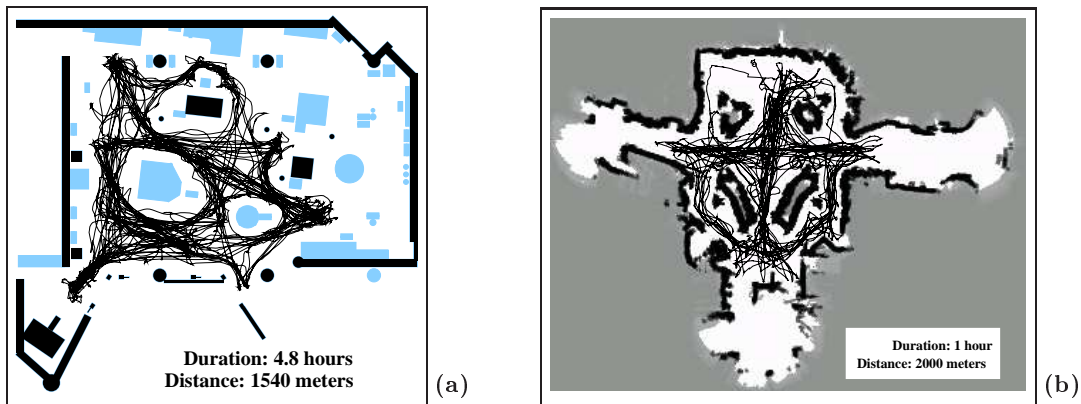 Duration: 4.8 hours
Distance: 1540 meters
(a)
Duration: 1 hour
Distance: 2000 meters
(b)